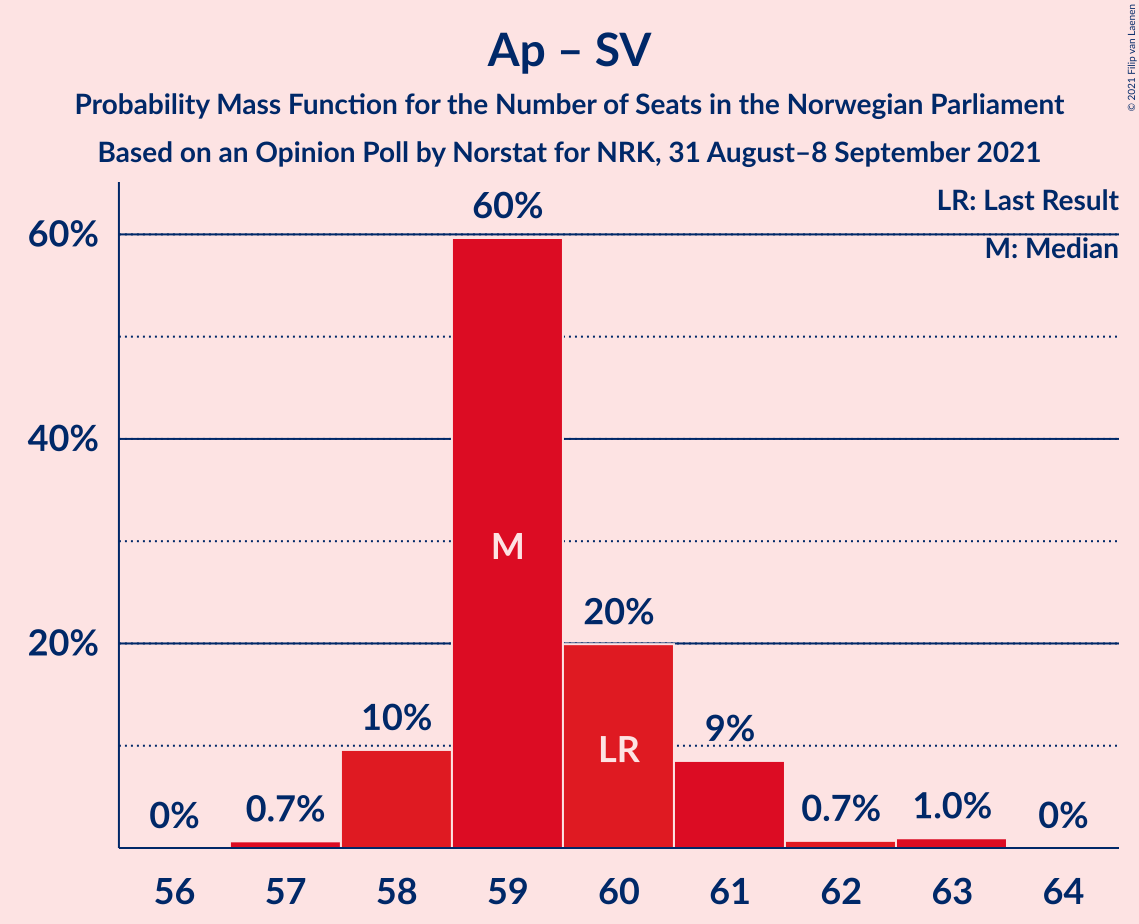 Ap – SV
Probability Mass Function for the Number of Seats in the Norwegian Parliament
Based on an Opinion Poll by Norstat for NRK, 31 August–8 September 2021
© 2021 Filip van Laenen
LR: Last Result
M: Median
60%
40%
20%
0%
0.7%
10%
60%
M
20%
LR
9%
0.7%
1.0%
0%
56 57 58 59 60 61 62 63 64